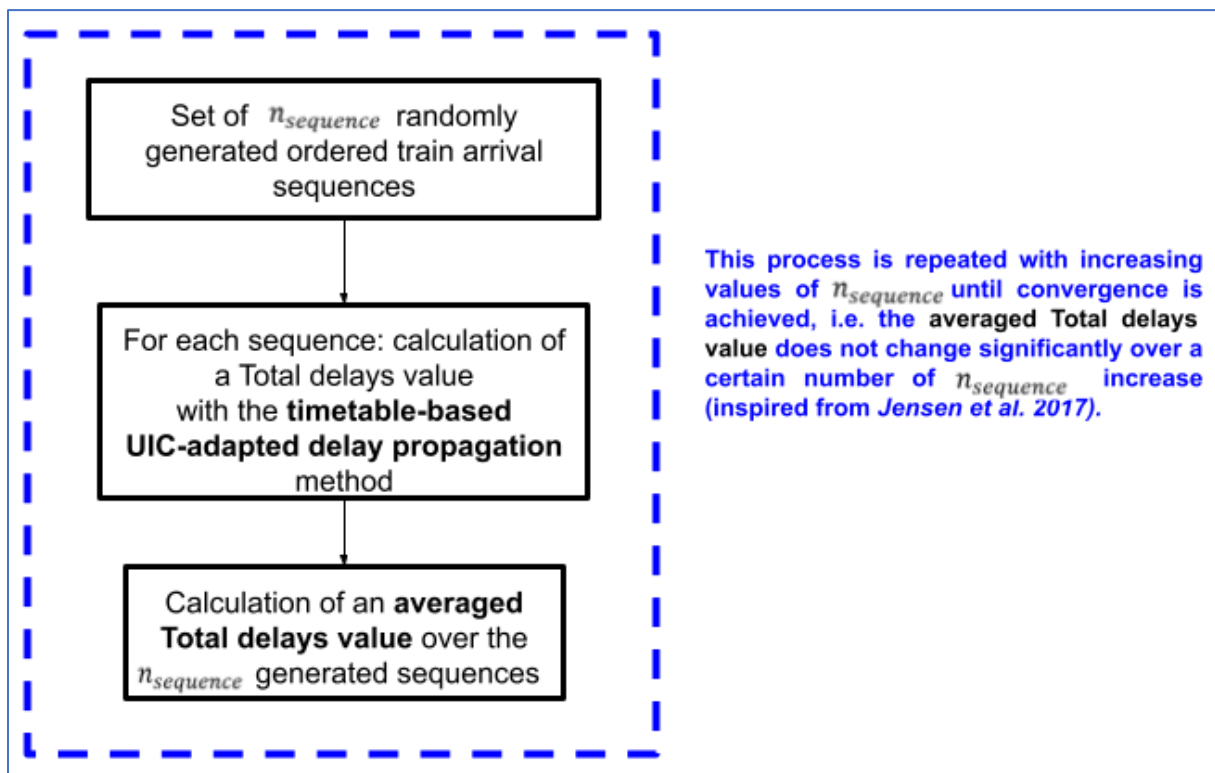 Set of n_sequence randomly
generated ordered train arrival
sequences
For each sequence: calculation of
a Total delays value
with the timetable-based
UIC-adapted delay propagation
method
Calculation of an averaged
Total delays value over the
n_sequence generated sequences
This process is repeated with increasing
values of n_sequence until convergence is
achieved, i.e. the averaged Total delays
value does not change significantly over a
certain number of n_sequence increase
(inspired from Jensen et al. 2017).